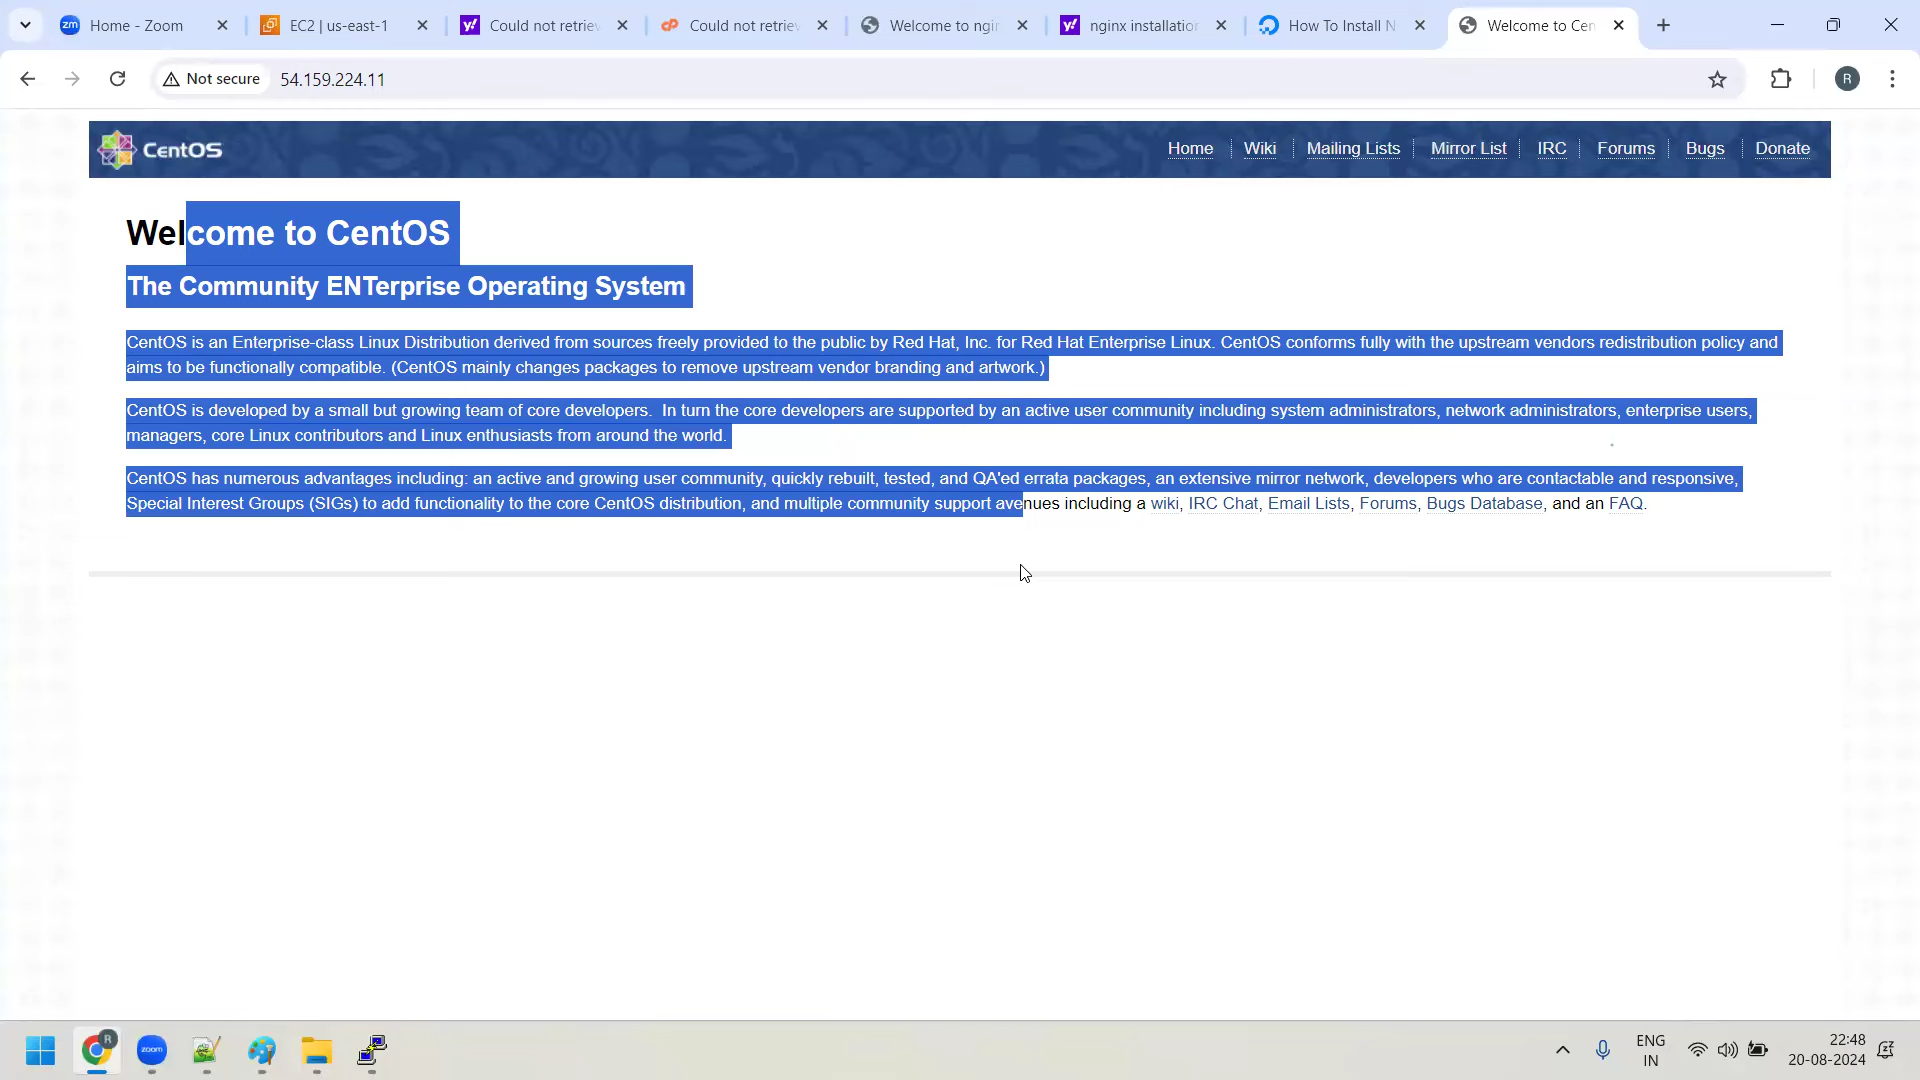 Home - Zoom
EC2 | us-east-1
Could not retriev
Could not retriev
Welcome to ngin
nginx installation
How To Install N
Welcome to Cen
Not secure
54.159.224.11
R
CentOS
Home
Wiki
Mailing Lists
Mirror List
IRC
Forums
Bugs
Donate
Welcome to CentOS
The Community ENTerprise Operating System
CentOS is an Enterprise-class Linux Distribution derived from sources freely provided to the public by Red Hat, Inc. for Red Hat Enterprise Linux. CentOS conforms fully with the upstream vendors redistribution policy and
aims to be functionally compatible. (CentOS mainly changes packages to remove upstream vendor branding and artwork.)
CentOS is developed by a small but growing team of core developers. In turn the core developers are supported by an active user community including system administrators, network administrators, enterprise users,
managers, core Linux contributors and Linux enthusiasts from around the world.
CentOS has numerous advantages including: an active and growing user community, quickly rebuilt, tested, and QA'ed errata packages, an extensive mirror network, developers who are contactable and responsive,
Special Interest Groups (SIGs) to add functionality to the core CentOS distribution, and multiple community support avenues including a wiki, IRC Chat, Email Lists, Forums, Bugs Database, and an FAQ.
R
zoom
ENG
IN
22:48
20-08-2024